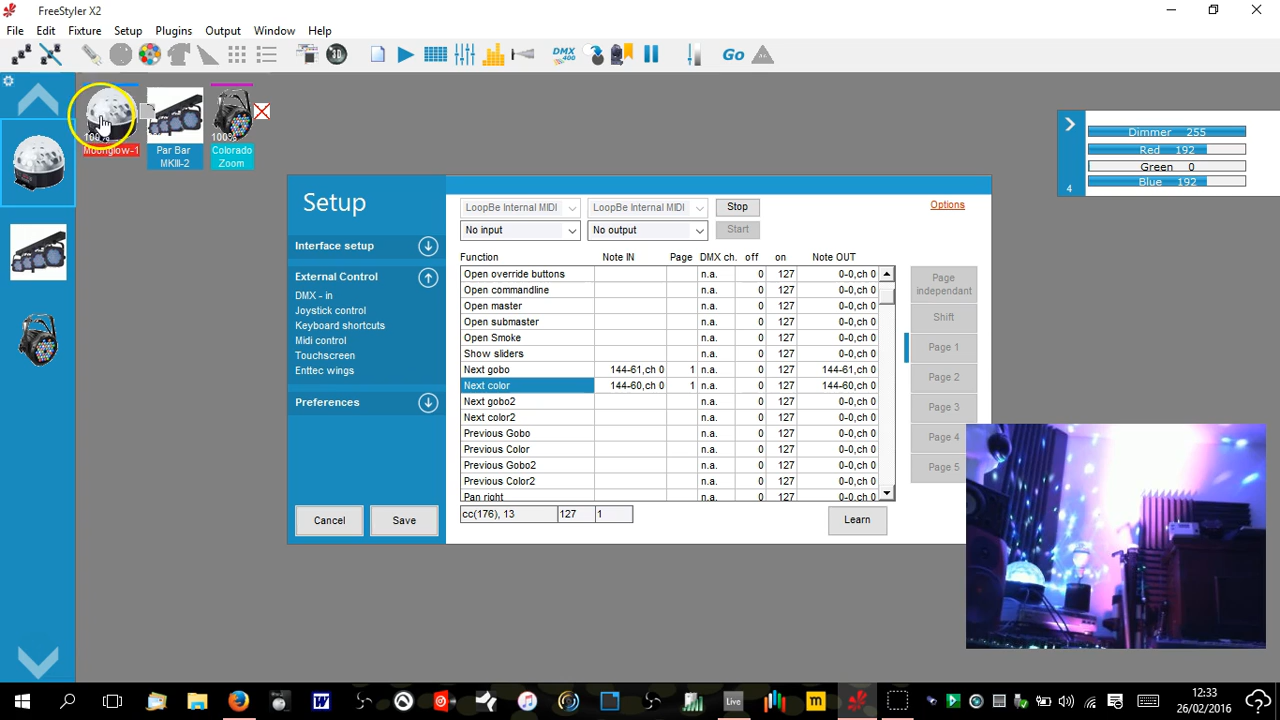 FreeStyler X2
File Edit Fixture Setup Plugins Output Window Help
3D DMX 400 Go
100% 100%
Moonglow-1 Par Bar MKIII-2 Colorado Zoom
Dimmer 255
Red 192
Green 0
Blue 192
4
Setup
LoopBe Internal MIDI LoopBe Internal MIDI Stop Options
No input No output Start
Interface setup
External Control
DMX - in
Joystick control
Keyboard shortcuts
Midi control
Touchscreen
Enttec wings
Preferences
Cancel Save
Function Note IN Page DMX ch. off on Note OUT
Open override buttons n.a. 0 127 0-0,ch 0
Open commandline n.a. 0 127 0-0,ch 0
Open master n.a. 0 127 0-0,ch 0
Open submaster n.a. 0 127 0-0,ch 0
Open Smoke n.a. 0 127 0-0,ch 0
Show sliders n.a. 0 127 0-0,ch 0
Next gobo 144-61,ch 0 1 n.a. 0 127 144-61,ch 0
Next color 144-60,ch 0 1 n.a. 0 127 144-60,ch 0
Next gobo2 n.a. 0 127 0-0,ch 0
Next color2 n.a. 0 127 0-0,ch 0
Previous Gobo n.a. 0 127 0-0,ch 0
Previous Color n.a. 0 127 0-0,ch 0
Previous Gobo2 n.a. 0 127 0-0,ch 0
Previous Color2 n.a. 0 127 0-0,ch 0
Pan right n.a. 0 127 0-0,ch 0
cc(176), 13 127 1 Learn
Page independant
Shift
Page 1
Page 2
Page 3
Page 4
Page 5
Live
12:33
26/02/2016